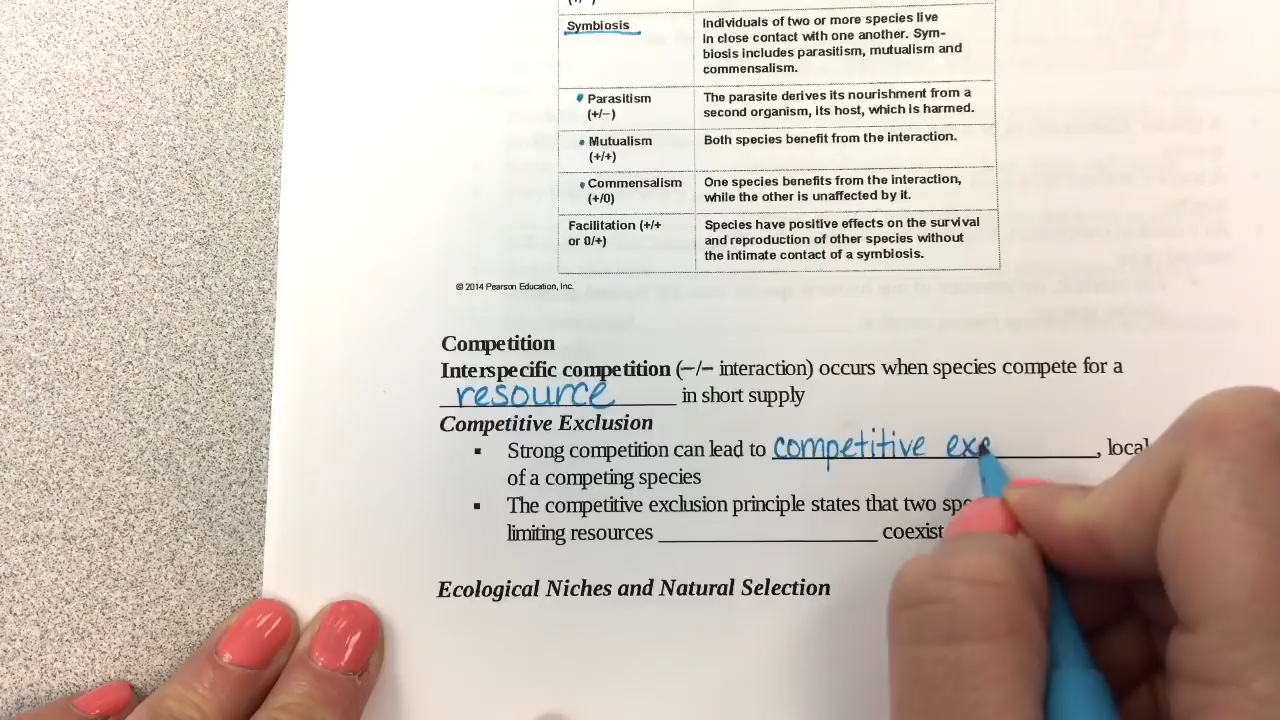 Symbiosis
Individuals of two or more species live
in close contact with one another. Sym-
biosis includes parasitism, mutualism and
commensalism.
• Parasitism
(+/−)
The parasite derives its nourishment from a
second organism, its host, which is harmed.
• Mutualism
(+/+)
Both species benefit from the interaction.
• Commensalism
(+/0)
One species benefits from the interaction,
while the other is unaffected by it.
Facilitation (+/+
or 0/+)
Species have positive effects on the survival
and reproduction of other species without
the intimate contact of a symbiosis.
© 2014 Pearson Education, Inc.
Competition
Interspecific competition (−/− interaction) occurs when species compete for a
resource in short supply
Competitive Exclusion
▪ Strong competition can lead to competitive exc, local
of a competing species
▪ The competitive exclusion principle states that two spe
limiting resources ____ coexist
Ecological Niches and Natural Selection